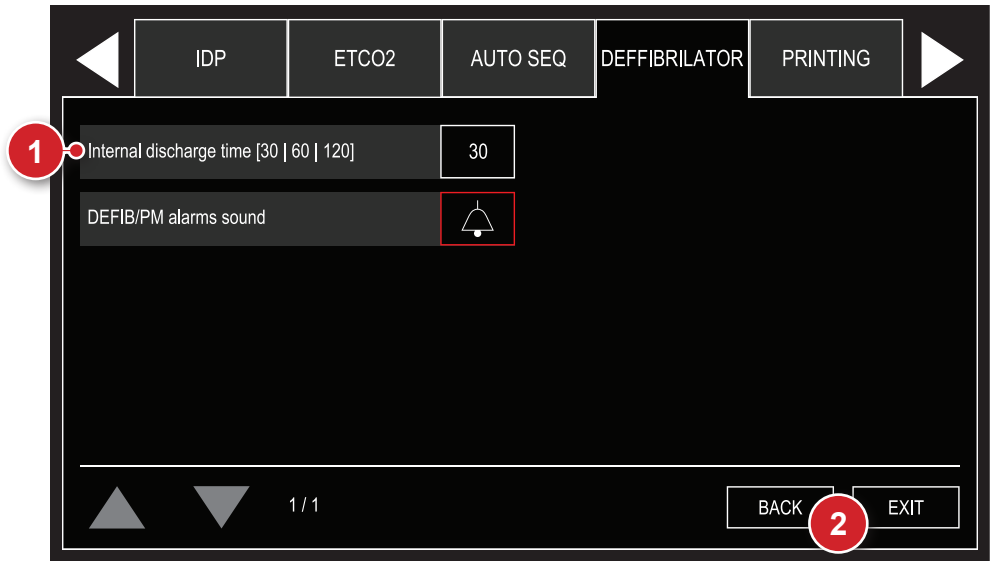 IDP
ETCO2
AUTO SEQ
DEFFIBRILATOR
PRINTING
1
Internal discharge time [30 | 60 | 120]
30
DEFIB/PM alarms sound
1 / 1
BACK
2
EXIT